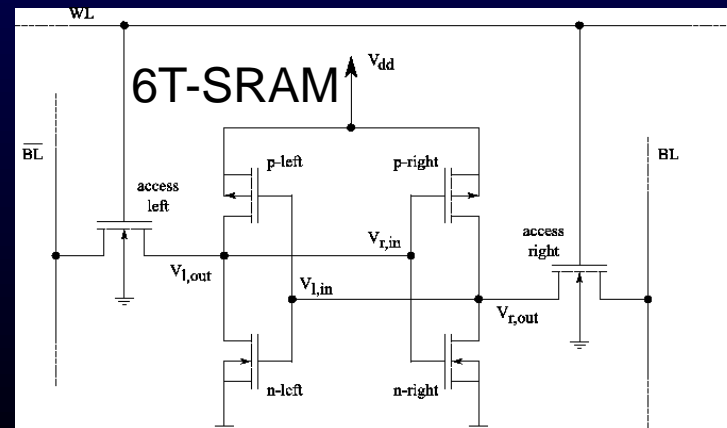 WL
6T-SRAM
Vdd
BL
p-left
p-right
BL
access
left
access
right
Vr,in
Vl,out
Vl,in
Vr,out
n-left
n-right